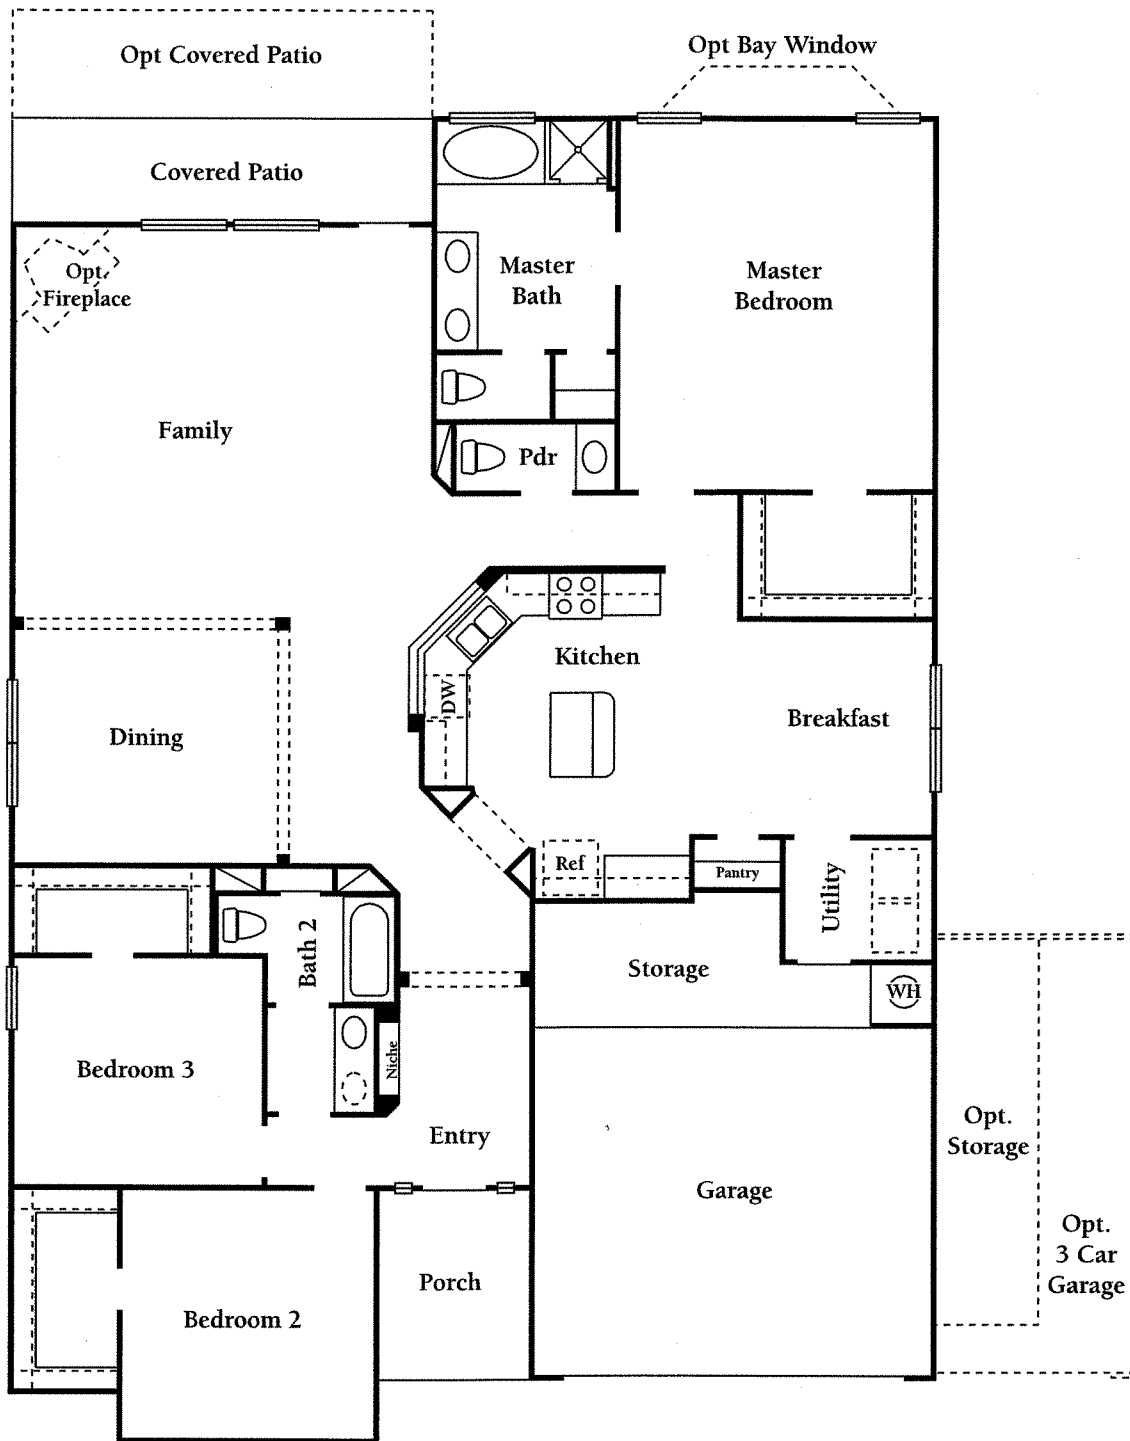 Opt Covered Patio
Opt Bay Window
Covered Patio
Opt.
Fireplace
Master
Bath
Master
Bedroom
Family
Pdr
Kitchen
DW
Dining
Breakfast
Ref
Pantry
Utility
Bath 2
Storage
WH
Niche
Bedroom 3
Entry
Opt.
Storage
Garage
Opt.
3 Car
Garage
Porch
Bedroom 2